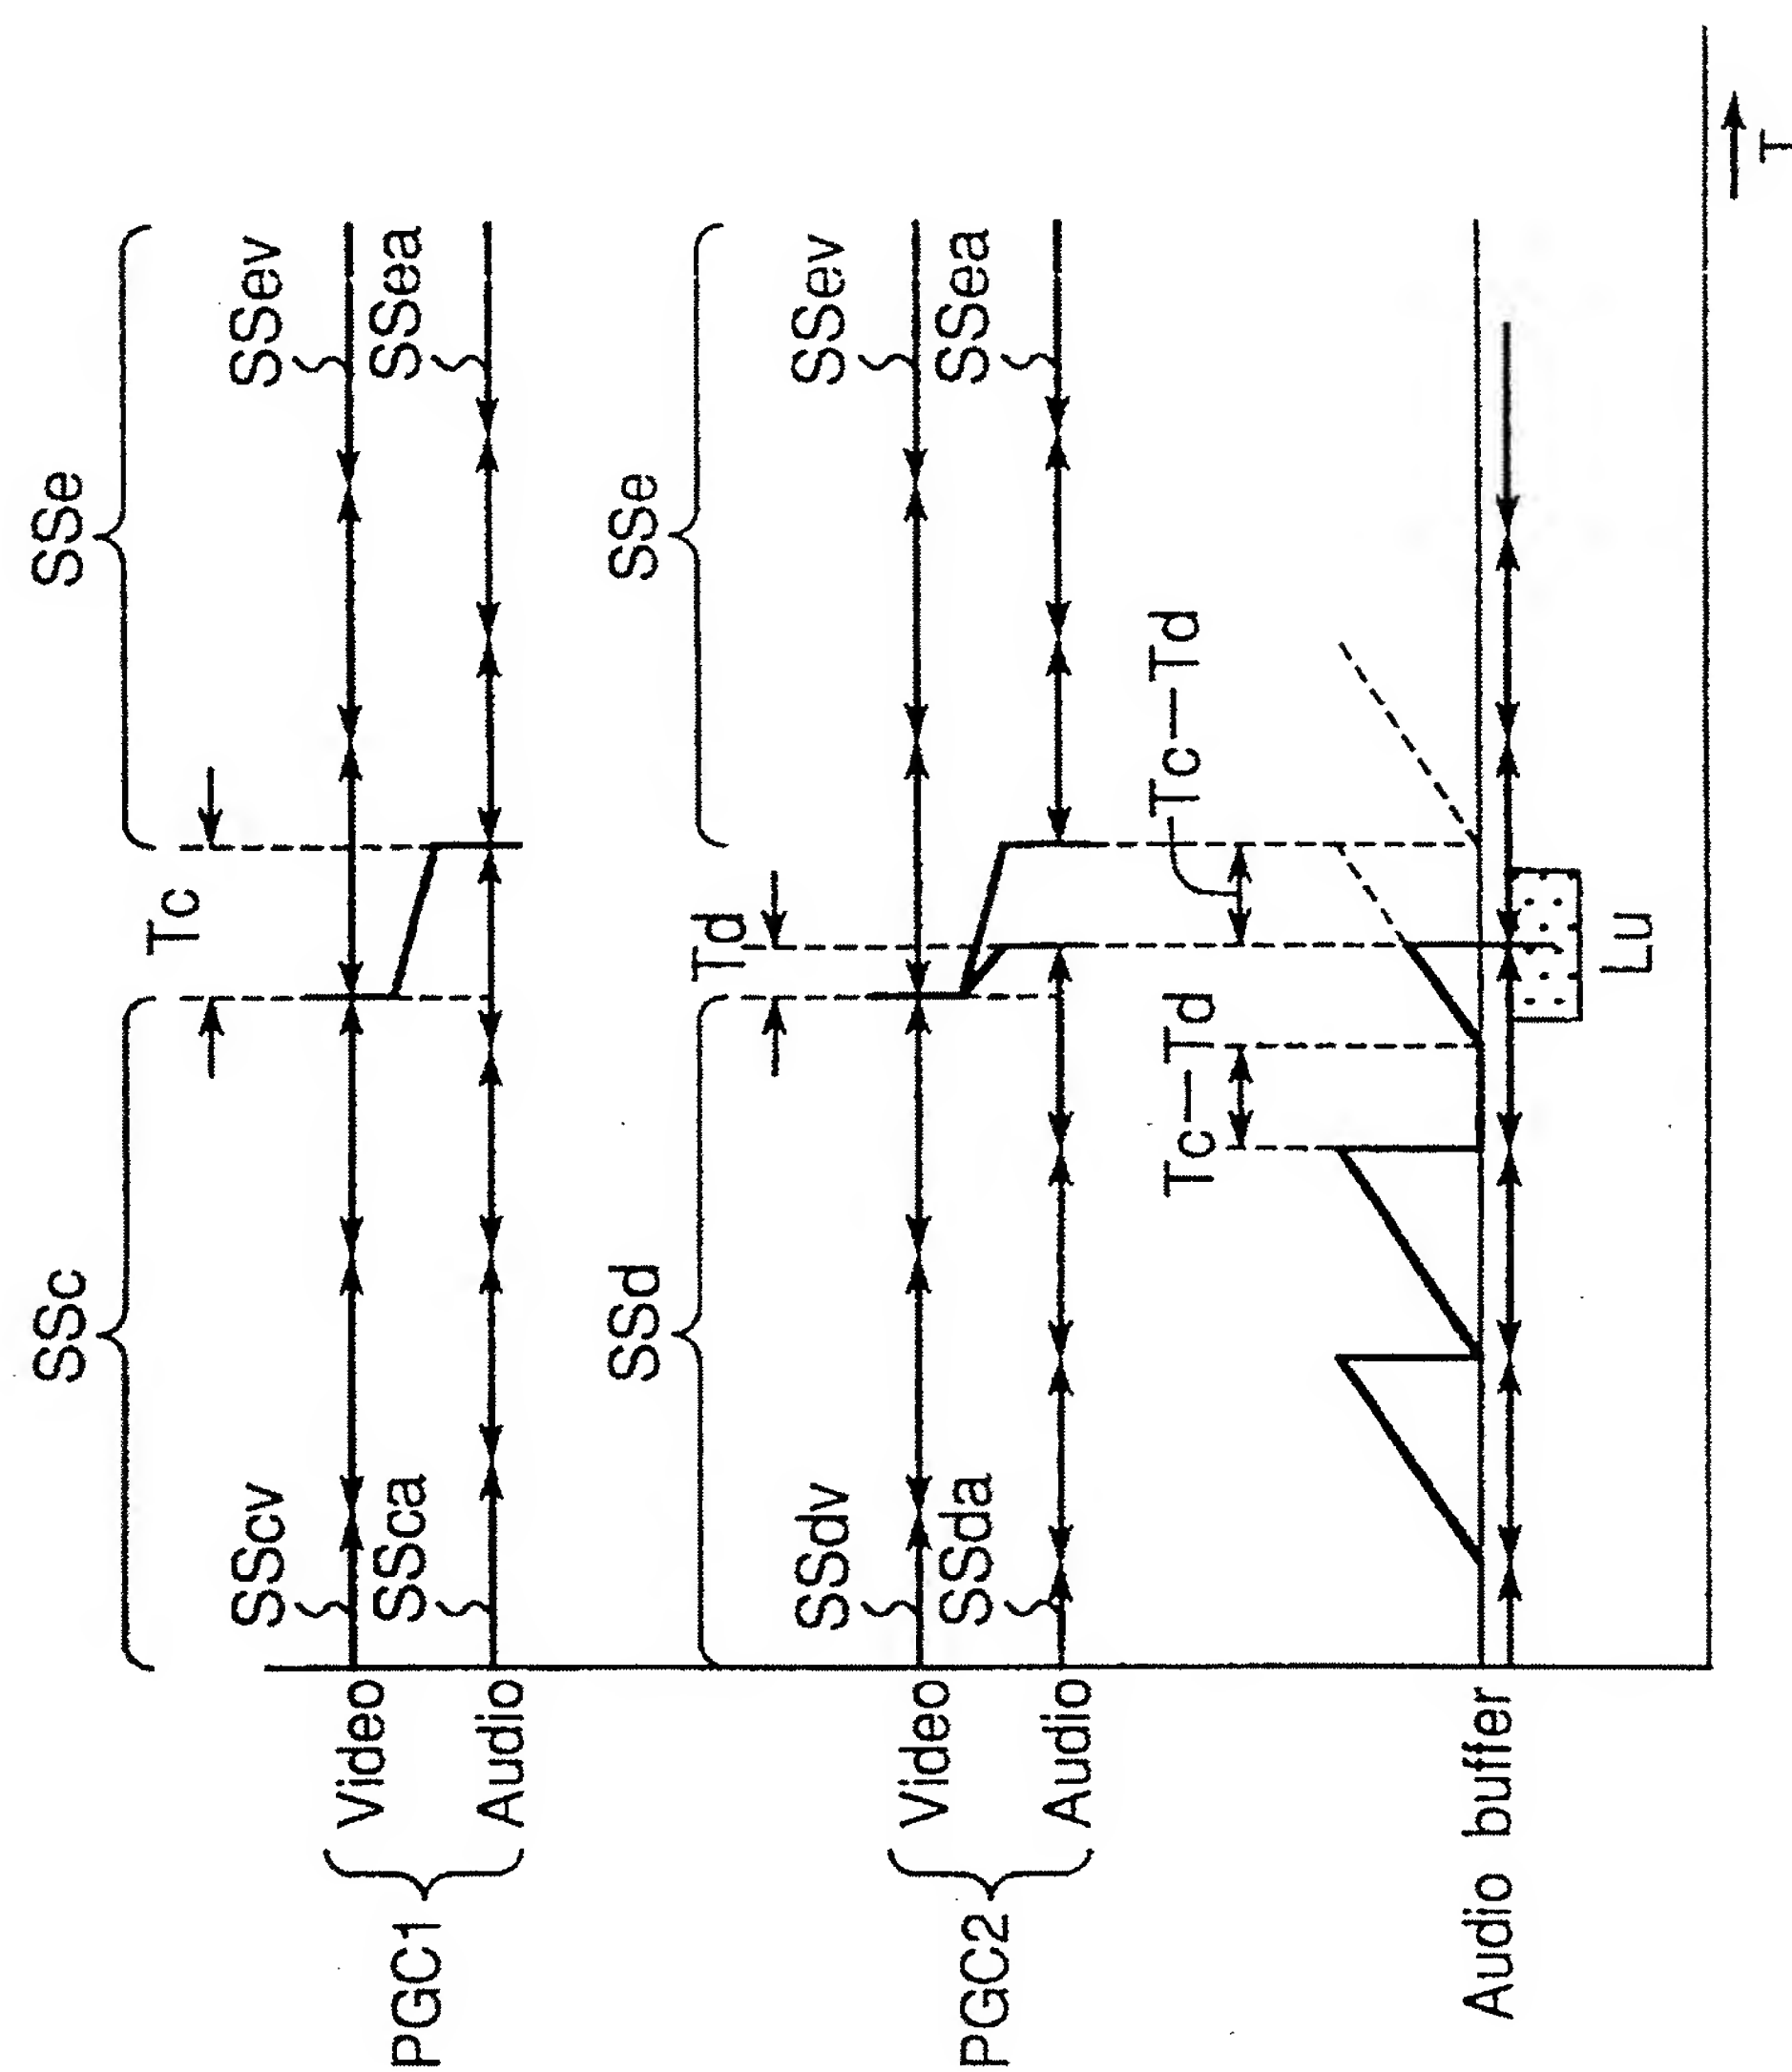 SSc
SSe
Tc
SScv
SSev
SSca
SSea
PGC1
Video
Audio
SSd
SSe
Td
SSdv
SSev
SSda
SSea
PGC2
Video
Audio
Tc—Td
Tc—Td
Audio buffer
Lu
T